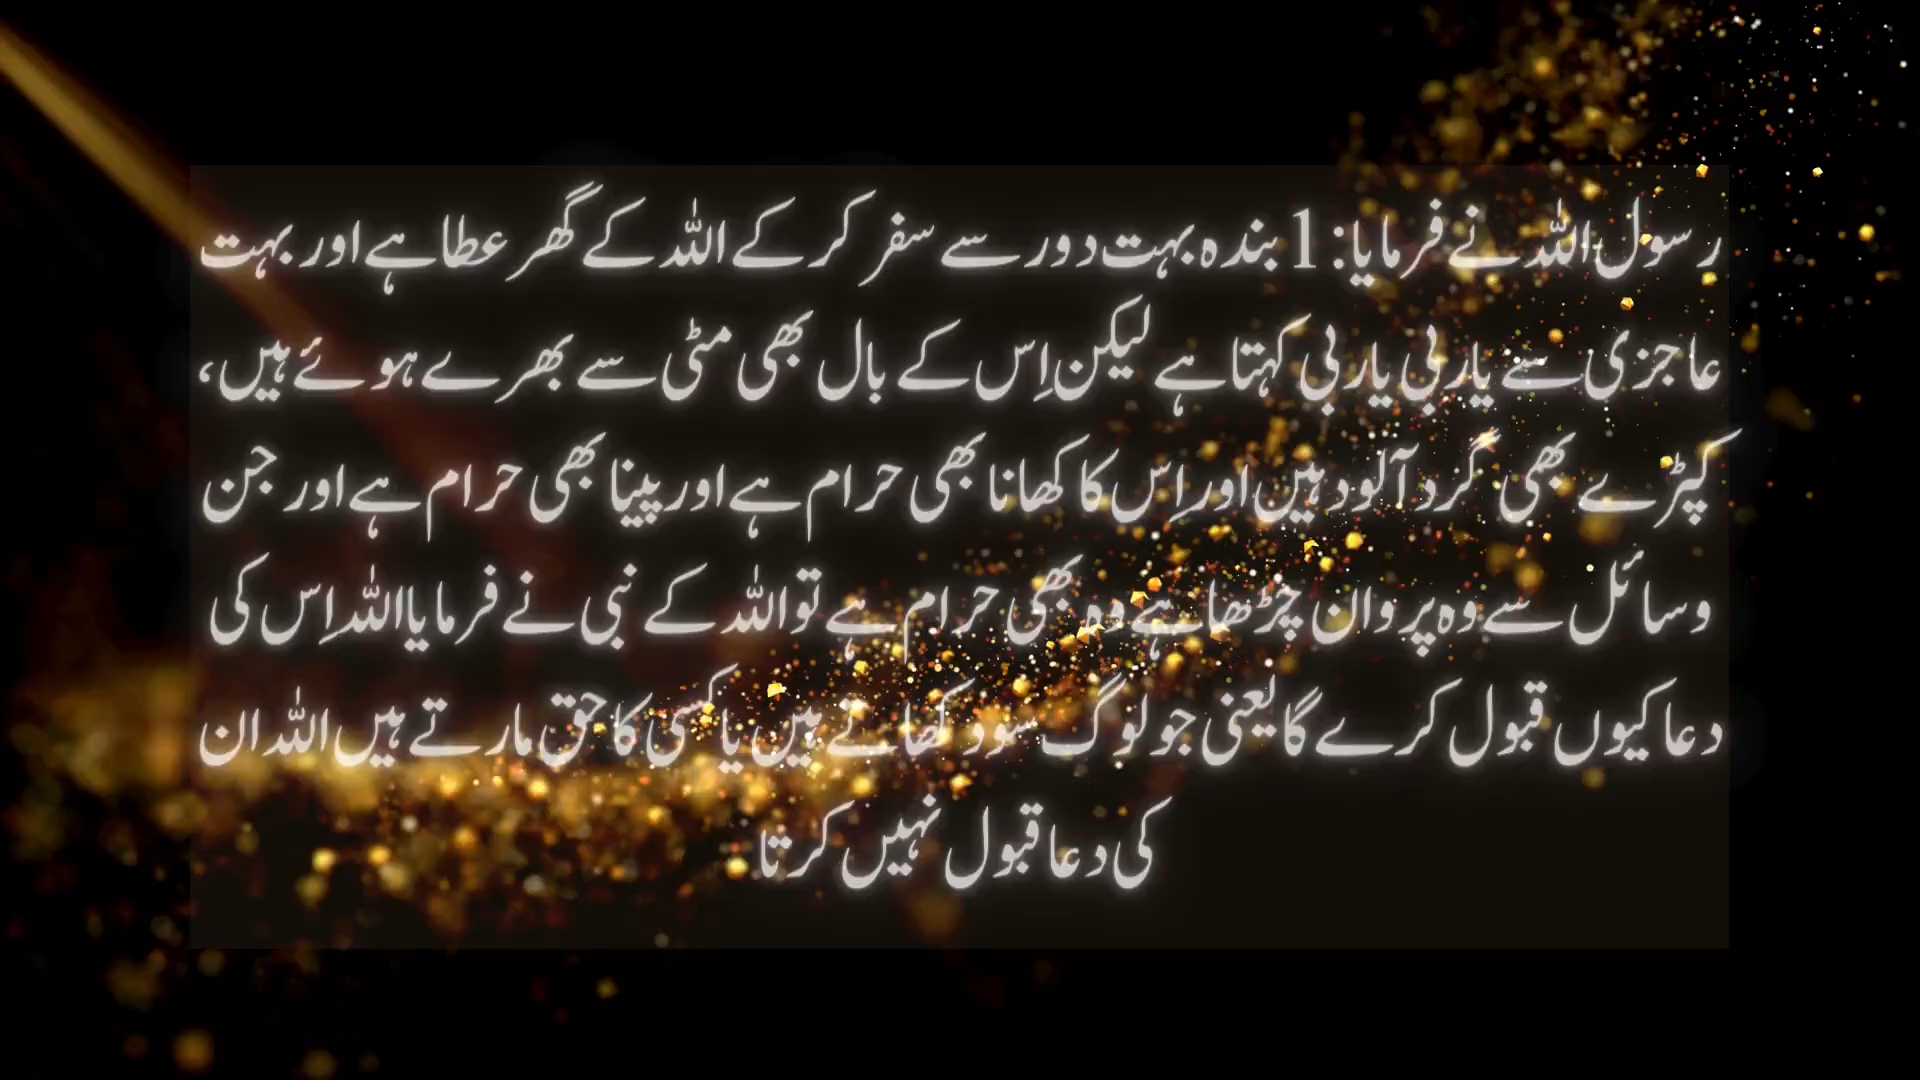 رسول اللہ نے فرمایا: 1 بندہ بہت دور سے سفر کر کے اللہ کے گھر عطا ہے اور بہت
عاجزی سے یاربی یاربی کہتا ہے لیکن اِس کے بال بھی مٹی سے بھرے ہوئے ہیں،
کپڑے بھی گرد آلود ہیں اور اِس کا کھانا بھی حرام ہے اور پینا بھی حرام ہے اور جن
وسائل سے وہ پروان چڑھا ہے وہ بھی حرام ہے تو اللہ کے نبی نے فرمایا اللہ اِس کی
دعا کیوں قبول کرے گا یعنی جو لوگ سود کھاتے ہیں یا کسی کا حق مارتے ہیں اللہ ان
کی دعا قبول نہیں کرتا